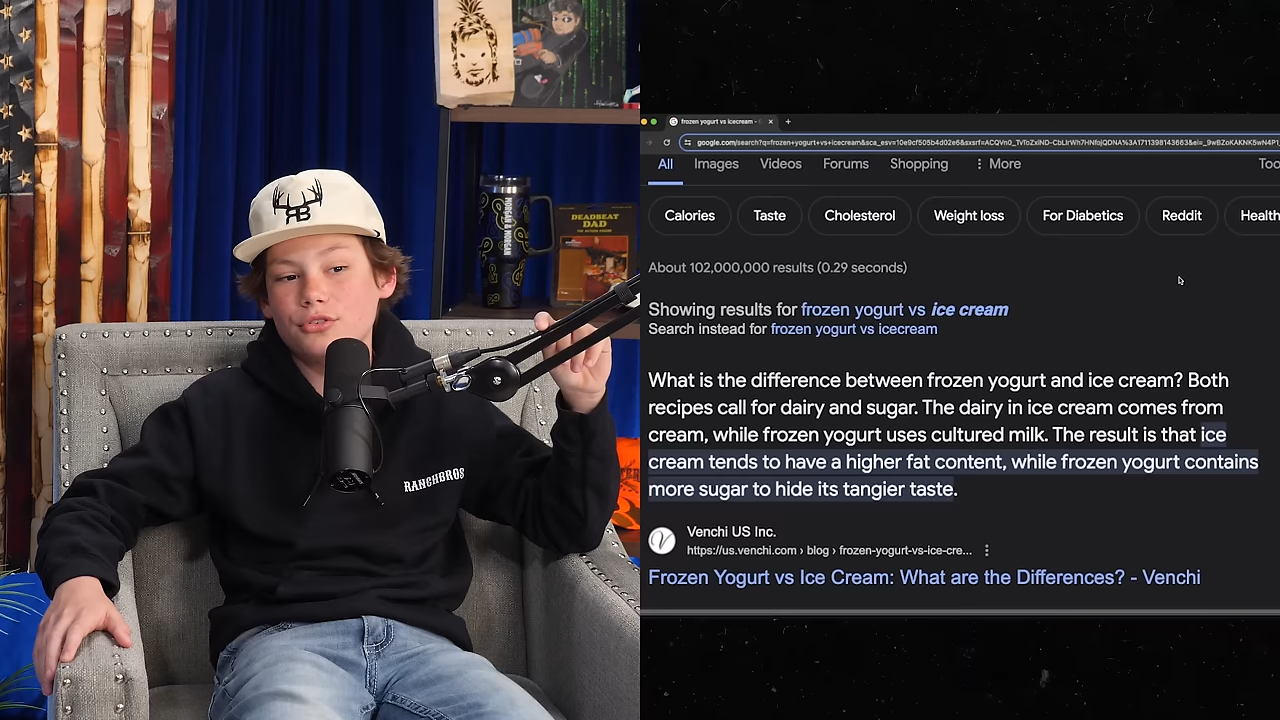 RB
MORGAN & MORGAN
DEADBEAT
DAD
RANCHBROS
frozen yogurt vs icecream -
All
Images
Videos
Forums
Shopping
More
Calories
Taste
Cholesterol
Weight loss
For Diabetics
Reddit
Health
About 102,000,000 results (0.29 seconds)
Showing results for frozen yogurt vs ice cream
Search instead for frozen yogurt vs icecream
What is the difference between frozen yogurt and ice cream? Both
recipes call for dairy and sugar. The dairy in ice cream comes from
cream, while frozen yogurt uses cultured milk. The result is that ice
cream tends to have a higher fat content, while frozen yogurt contains
more sugar to hide its tangier taste.
Venchi US Inc.
https://us.venchi.com › blog › frozen-yogurt-vs-ice-cre...
Frozen Yogurt vs Ice Cream: What are the Differences? - Venchi